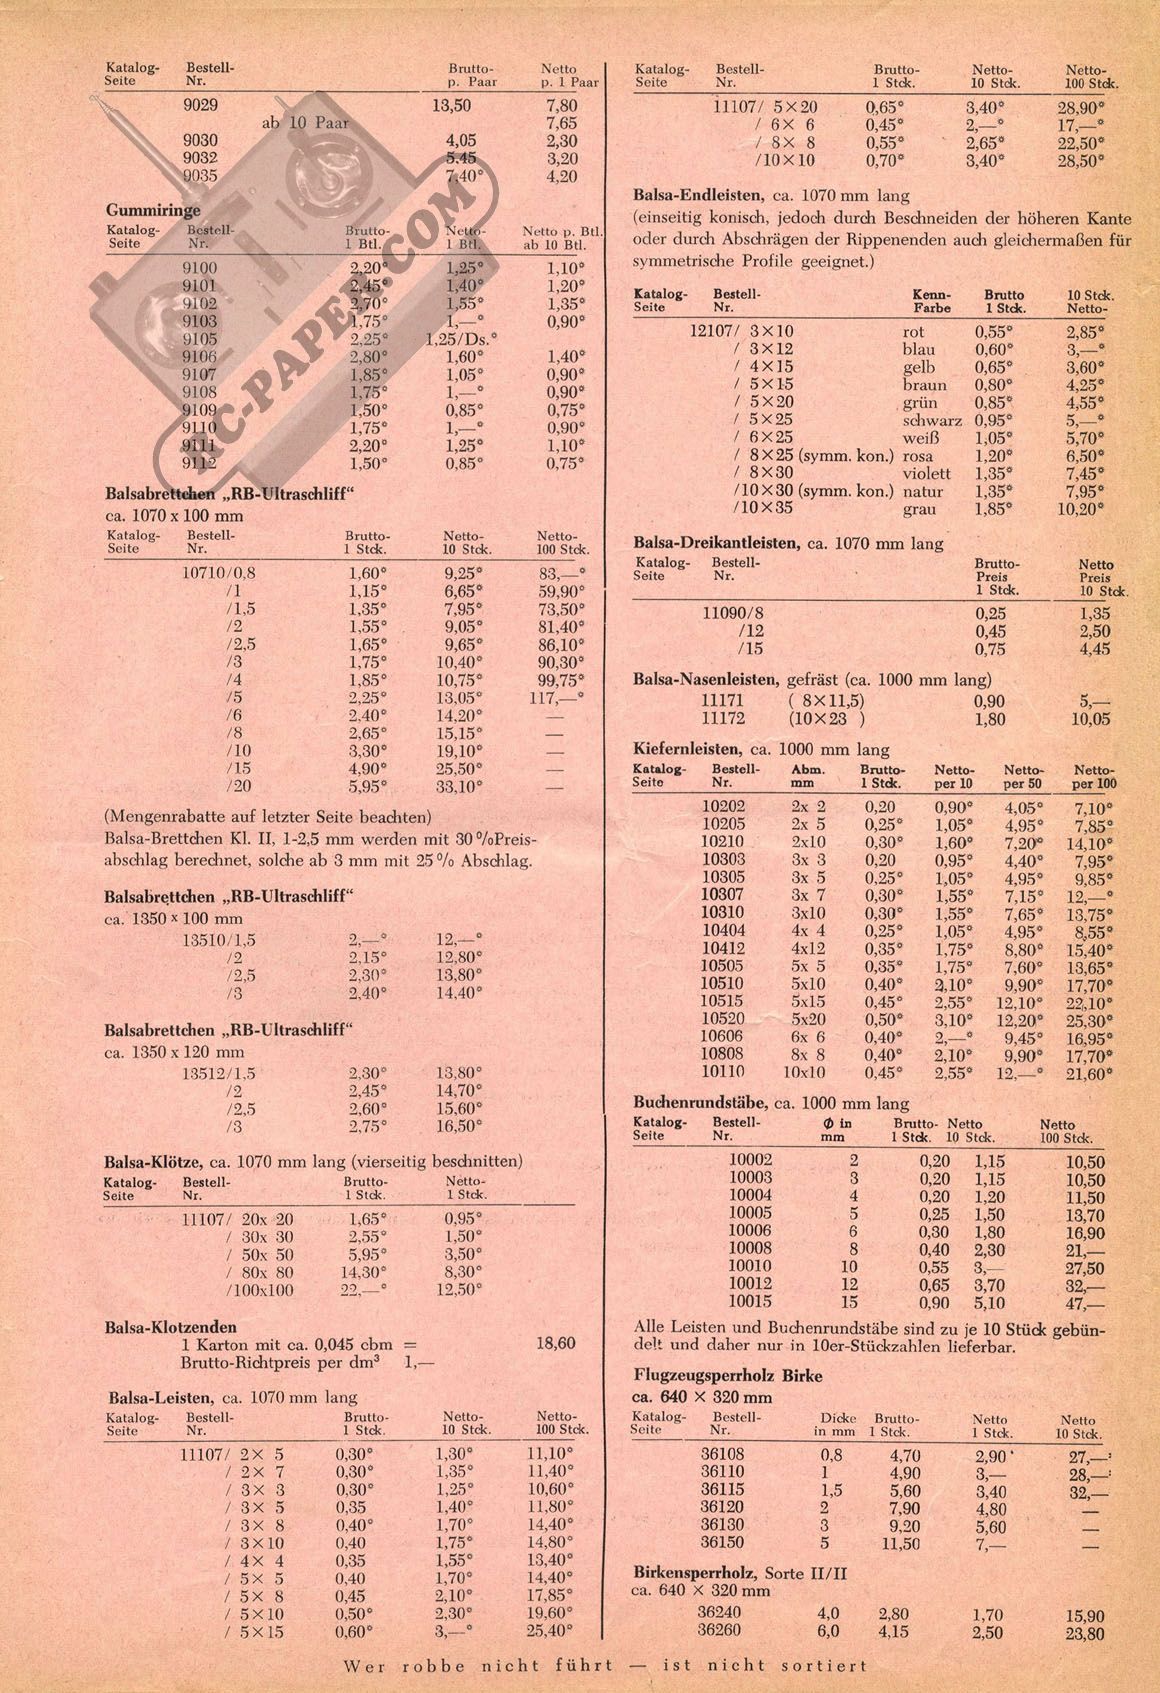 Katalog- Bestell- Brutto- Netto
Seite Nr. p. Paar p. 1 Paar
9029 13,50 7,80
ab 10 Paar 7,65
9030 4,05 2,30
9032 5,45 3,20
9035 7,40° 4,20
Gummiringe
Katalog- Bestell- Brutto- Netto- Netto p. Btl.
Seite Nr. 1 Btl. 1 Btl. ab 10 Btl.
9100 2,20° 1,25° 1,10°
9101 2,45° 1,40° 1,20°
9102 2,70° 1,55° 1,35°
9103 1,75° 1,—° 0,90°
9105 2,25° 1,25/Ds.°
9106 2,80° 1,60° 1,40°
9107 1,85° 1,05° 0,90°
9108 1,75° 1,—° 0,90°
9109 1,50° 0,85° 0,75°
9110 1,75° 1,—° 0,90°
9111 2,20° 1,25° 1,10°
9112 1,50° 0,85° 0,75°
RC-PAPER.COM
Balsabrettchen „RB-Ultraschliff“
ca. 1070 x 100 mm
Katalog- Bestell- Brutto- Netto- Netto-
Seite Nr. 1 Stck. 10 Stck. 100 Stck.
10710/0,8 1,60° 9,25° 83,—°
/1 1,15° 6,65° 59,90°
/1,5 1,35° 7,95° 73,50°
/2 1,55° 9,05° 81,40°
/2,5 1,65° 9,65° 86,10°
/3 1,75° 10,40° 90,30°
/4 1,85° 10,75° 99,75°
/5 2,25° 13,05° 117,—°
/6 2,40° 14,20° —
/8 2,65° 15,15° —
/10 3,30° 19,10° —
/15 4,90° 25,50° —
/20 5,95° 33,10° —
(Mengenrabatte auf letzter Seite beachten)
Balsa-Brettchen Kl. II, 1-2,5 mm werden mit 30 %Preis-
abschlag berechnet, solche ab 3 mm mit 25 % Abschlag.
Balsabrettchen „RB-Ultraschliff“
ca. 1350 x 100 mm
13510/1,5 2,—° 12,—°
/2 2,15° 12,80°
/2,5 2,30° 13,80°
/3 2,40° 14,40°
Balsabrettchen „RB-Ultraschliff“
ca. 1350 x 120 mm
13512/1,5 2,30° 13,80°
/2 2,45° 14,70°
/2,5 2,60° 15,60°
/3 2,75° 16,50°
Balsa-Klötze, ca. 1070 mm lang (vierseitig beschnitten)
Katalog- Bestell- Brutto- Netto-
Seite Nr. 1 Stck. 1 Stck.
11107/ 20x 20 1,65° 0,95°
/ 30x 30 2,55° 1,50°
/ 50x 50 5,95° 3,50°
/ 80x 80 14,30° 8,30°
/100x100 22,—° 12,50°
Balsa-Klotzenden
1 Karton mit ca. 0,045 cbm = 18,60
Brutto-Richtpreis per dm³ 1,—
Balsa-Leisten, ca. 1070 mm lang
Katalog- Bestell- Brutto- Netto- Netto-
Seite Nr. 1 Stck. 10 Stck. 100 Stck.
11107/ 2× 5 0,30° 1,30° 11,10°
/ 2× 7 0,30° 1,35° 11,40°
/ 3× 3 0,30° 1,25° 10,60°
/ 3× 5 0,35 1,40° 11,80°
/ 3× 8 0,40° 1,70° 14,40°
/ 3×10 0,40 1,75° 14,80°
/ 4× 4 0,35 1,55° 13,40°
/ 5× 5 0,40 1,70° 14,40°
/ 5× 8 0,45 2,10° 17,85°
/ 5×10 0,50° 2,30° 19,60°
/ 5×15 0,60° 3,—° 25,40°
Katalog- Bestell- Brutto- Netto- Netto-
Seite Nr. 1 Stck. 10 Stck. 100 Stck.
11107/ 5×20 0,65° 3,40° 28,90°
/ 6× 6 0,45° 2,—° 17,—°
/ 8× 8 0,55° 2,65° 22,50°
/10×10 0,70° 3,40° 28,50°
Balsa-Endleisten, ca. 1070 mm lang
(einseitig konisch, jedoch durch Beschneiden der höheren Kante
oder durch Abschrägen der Rippenenden auch gleichermaßen für
symmetrische Profile geeignet.)
Katalog- Bestell- Kenn- Brutto 10 Stck.
Seite Nr. Farbe 1 Stck. Netto-
12107/ 3×10 rot 0,55° 2,85°
/ 3×12 blau 0,60° 3,—°
/ 4×15 gelb 0,65° 3,60°
/ 5×15 braun 0,80° 4,25°
/ 5×20 grün 0,85° 4,55°
/ 5×25 schwarz 0,95° 5,—°
/ 6×25 weiß 1,05° 5,70°
/ 8×25 (symm. kon.) rosa 1,20° 6,50°
/ 8×30 violett 1,35° 7,45°
/10×30 (symm. kon.) natur 1,35° 7,95°
/10×35 grau 1,85° 10,20°
Balsa-Dreikantleisten, ca. 1070 mm lang
Katalog- Bestell- Brutto- Netto
Seite Nr. Preis Preis
1 Stck. 10 Stck.
11090/8 0,25 1,35
/12 0,45 2,50
/15 0,75 4,45
Balsa-Nasenleisten, gefräst (ca. 1000 mm lang)
11171 ( 8×11,5) 0,90 5,—
11172 (10×23 ) 1,80 10,05
Kiefernleisten, ca. 1000 mm lang
Katalog- Bestell- Abm. Brutto- Netto- Netto- Netto-
Seite Nr. mm 1 Stck. per 10 per 50 per 100
10202 2x 2 0,20 0,90° 4,05° 7,10°
10205 2x 5 0,25° 1,05° 4,95° 7,85°
10210 2x10 0,30° 1,60° 7,20° 14,10°
10303 3x 3 0,20 0,95° 4,40° 7,95°
10305 3x 5 0,25° 1,05° 4,95° 9,85°
10307 3x 7 0,30° 1,55° 7,15° 12,—°
10310 3x10 0,30° 1,55° 7,65° 13,75°
10404 4x 4 0,25° 1,05° 4,95° 8,55°
10412 4x12 0,35° 1,75° 8,80° 15,40°
10505 5x 5 0,35° 1,75° 7,60° 13,65°
10510 5x10 0,40° 2,10° 9,90° 17,70°
10515 5x15 0,45° 2,55° 12,10° 22,10°
10520 5x20 0,50° 3,10° 12,20° 25,30°
10606 6x 6 0,40° 2,—° 9,45° 16,95°
10808 8x 8 0,40° 2,10° 9,90° 17,70°
10110 10x10 0,45° 2,55° 12,—° 21,60°
Buchenrundstäbe, ca. 1000 mm lang
Katalog- Bestell- Ø in Brutto- Netto Netto
Seite Nr. mm 1 Stck. 10 Stck. 100 Stck.
10002 2 0,20 1,15 10,50
10003 3 0,20 1,15 10,50
10004 4 0,20 1,20 11,50
10005 5 0,25 1,50 13,70
10006 6 0,30 1,80 16,90
10008 8 0,40 2,30 21,—
10010 10 0,55 3,— 27,50
10012 12 0,65 3,70 32,—
10015 15 0,90 5,10 47,—
Alle Leisten und Buchenrundstäbe sind zu je 10 Stück gebün-
delt und daher nur in 10er-Stückzahlen lieferbar.
Flugzeugsperrholz Birke
ca. 640 × 320 mm
Katalog- Bestell- Dicke Brutto- Netto Netto
Seite Nr. in mm 1 Stck. 1 Stck. 10 Stck.
36108 0,8 4,70 2,90° 27,—°
36110 1 4,90 3,— 28,—°
36115 1,5 5,60 3,40 32,—
36120 2 7,90 4,80 —
36130 3 9,20 5,60 —
36150 5 11,50 7,— —
Birkensperrholz, Sorte II/II
ca. 640 × 320 mm
36240 4,0 2,80 1,70 15,90
36260 6,0 4,15 2,50 23,80
Wer robbe nicht führt — ist nicht sortiert